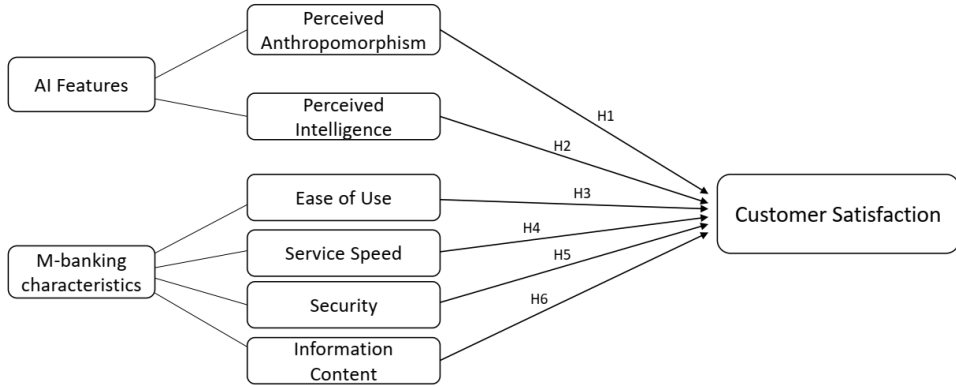 Perceived
Anthropomorphism
AI Features
Perceived
Intelligence
H1
H2
Ease of Use
H3
Customer Satisfaction
Service Speed
H4
M-banking
characteristics
H5
Security
H6
Information
Content